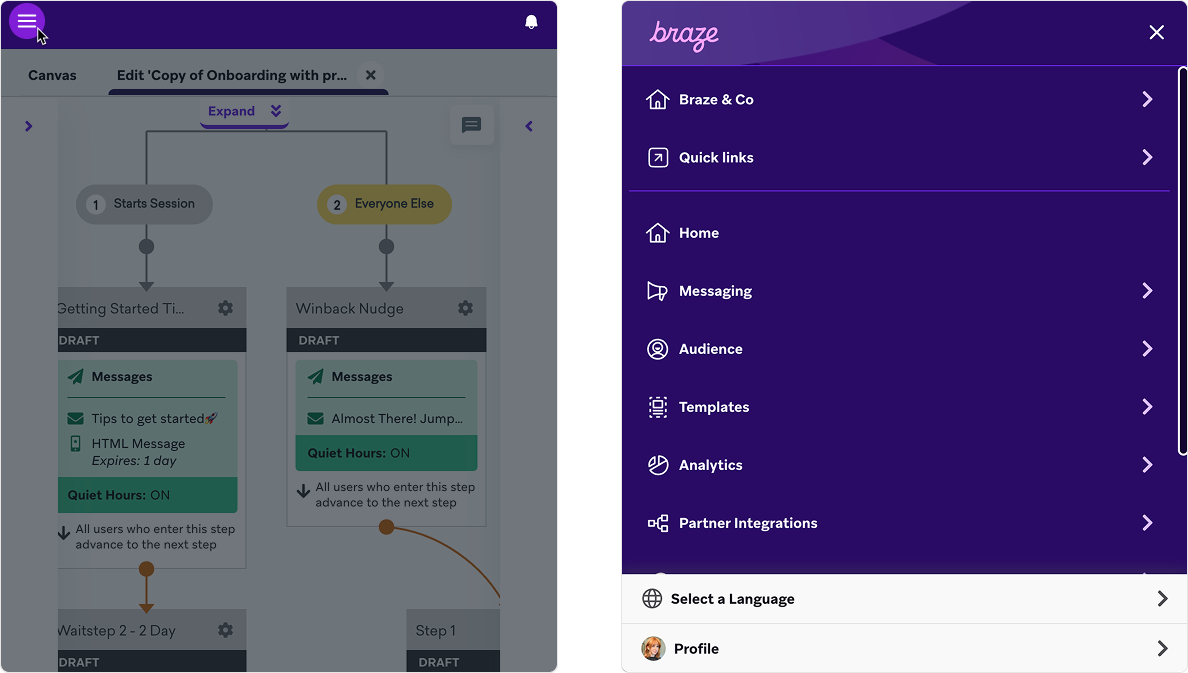 Canvas
Edit 'Copy of Onboarding with pr...
Expand
1 Starts Session
2 Everyone Else
Getting Started Ti...
DRAFT
Messages
Tips to get started🚀
HTML Message
Expires: 1 day
Quiet Hours: ON
All users who enter this step
advance to the next step
Waitstep 2 - 2 Day
DRAFT
Winback Nudge
DRAFT
Messages
Almost There! Jump...
Quiet Hours: ON
All users who enter this step
advance to the next step
Step 1
DRAFT
braze
Braze & Co
Quick links
Home
Messaging
Audience
Templates
Analytics
Partner Integrations
Select a Language
Profile